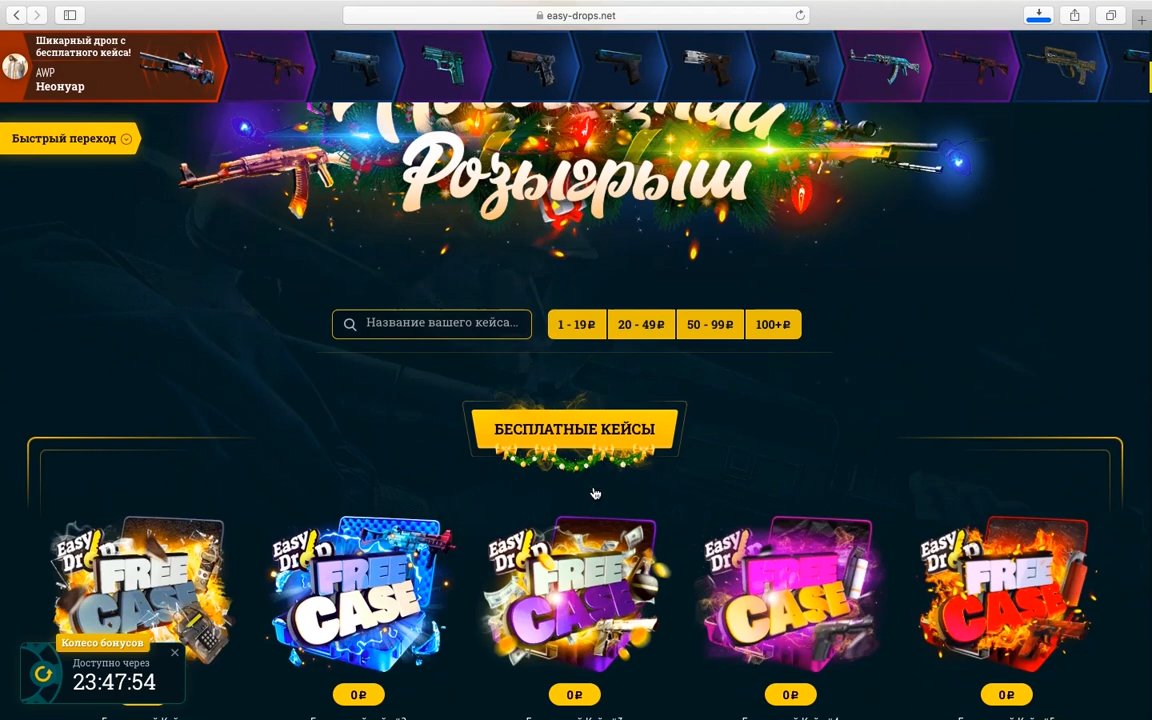 easy-drops.net
Шикарный дроп с
бесплатного кейса!
AWP
Неонуар
Быстрый переход
Розыгрыш
Название вашего кейса...
1 - 19₽
20 - 49₽
50 - 99₽
100+₽
БЕСПЛАТНЫЕ КЕЙСЫ
Easy Drop
FREE
CASE
Easy Drop
FREE
CASE
Easy Drop
FREE
CASE
Easy Drop
FREE
CASE
Easy Drop
FREE
CASE
Колесо бонусов
Доступно через
23:47:54
0₽
0₽
0₽
0₽